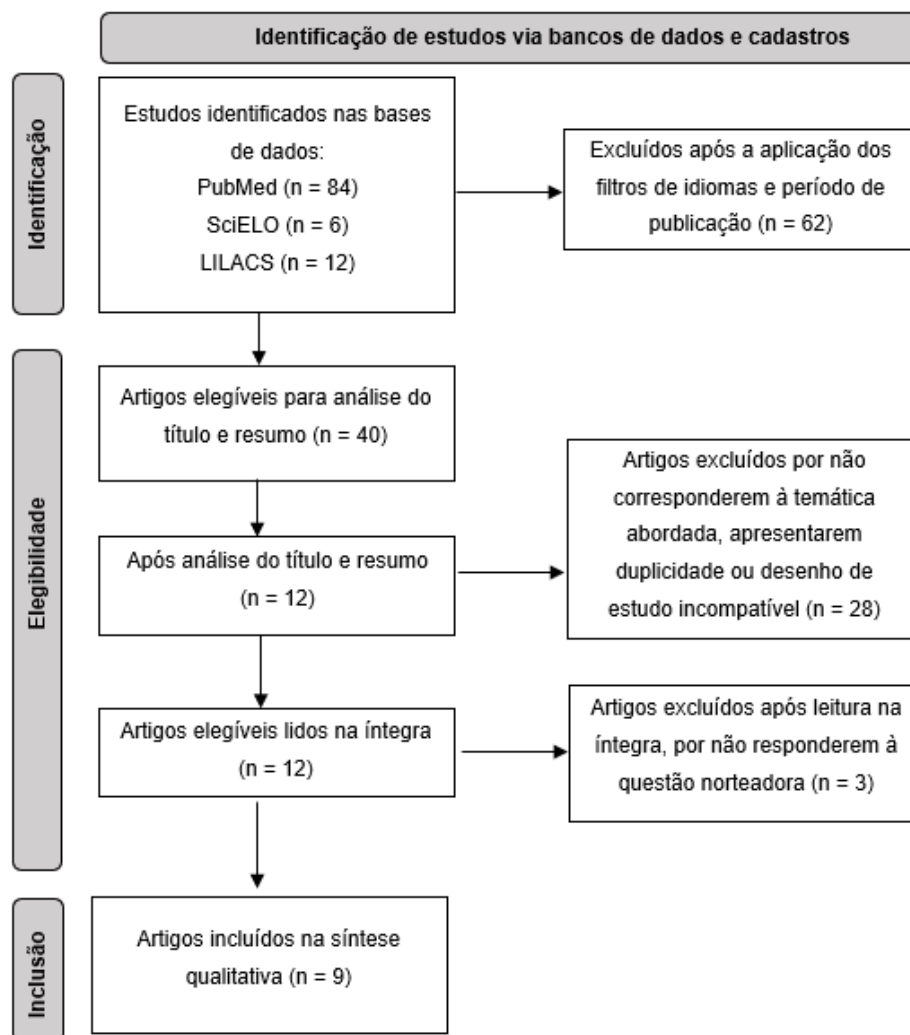 Identificação de estudos via bancos de dados e cadastros
Identificação
Estudos identificados nas bases
de dados:
PubMed (n = 84)
SciELO (n = 6)
LILACS (n = 12)
Excluídos após a aplicação dos
filtros de idiomas e período de
publicação (n = 62)
Elegibilidade
Artigos elegíveis para análise do
título e resumo (n = 40)
Após análise do título e resumo
(n = 12)
Artigos excluídos por não
corresponderem à temática
abordada, apresentarem
duplicidade ou desenho de
estudo incompatível (n = 28)
Artigos elegíveis lidos na íntegra
(n = 12)
Artigos excluídos após leitura na
íntegra, por não responderem à
questão norteadora (n = 3)
Inclusão
Artigos incluídos na síntese
qualitativa (n = 9)